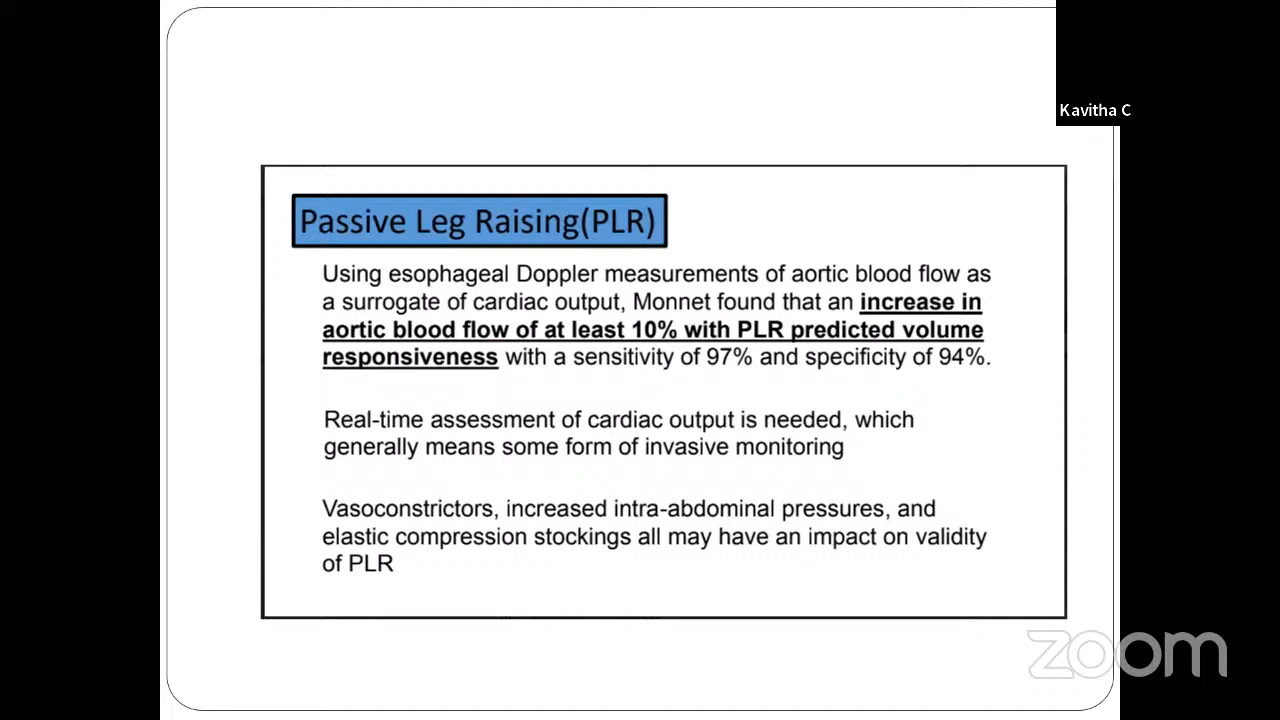 Kavitha C
Passive Leg Raising(PLR)
Using esophageal Doppler measurements of aortic blood flow as
a surrogate of cardiac output, Monnet found that an increase in
aortic blood flow of at least 10% with PLR predicted volume
responsiveness with a sensitivity of 97% and specificity of 94%.
Real-time assessment of cardiac output is needed, which
generally means some form of invasive monitoring
Vasoconstrictors, increased intra-abdominal pressures, and
elastic compression stockings all may have an impact on validity
of PLR
zoom